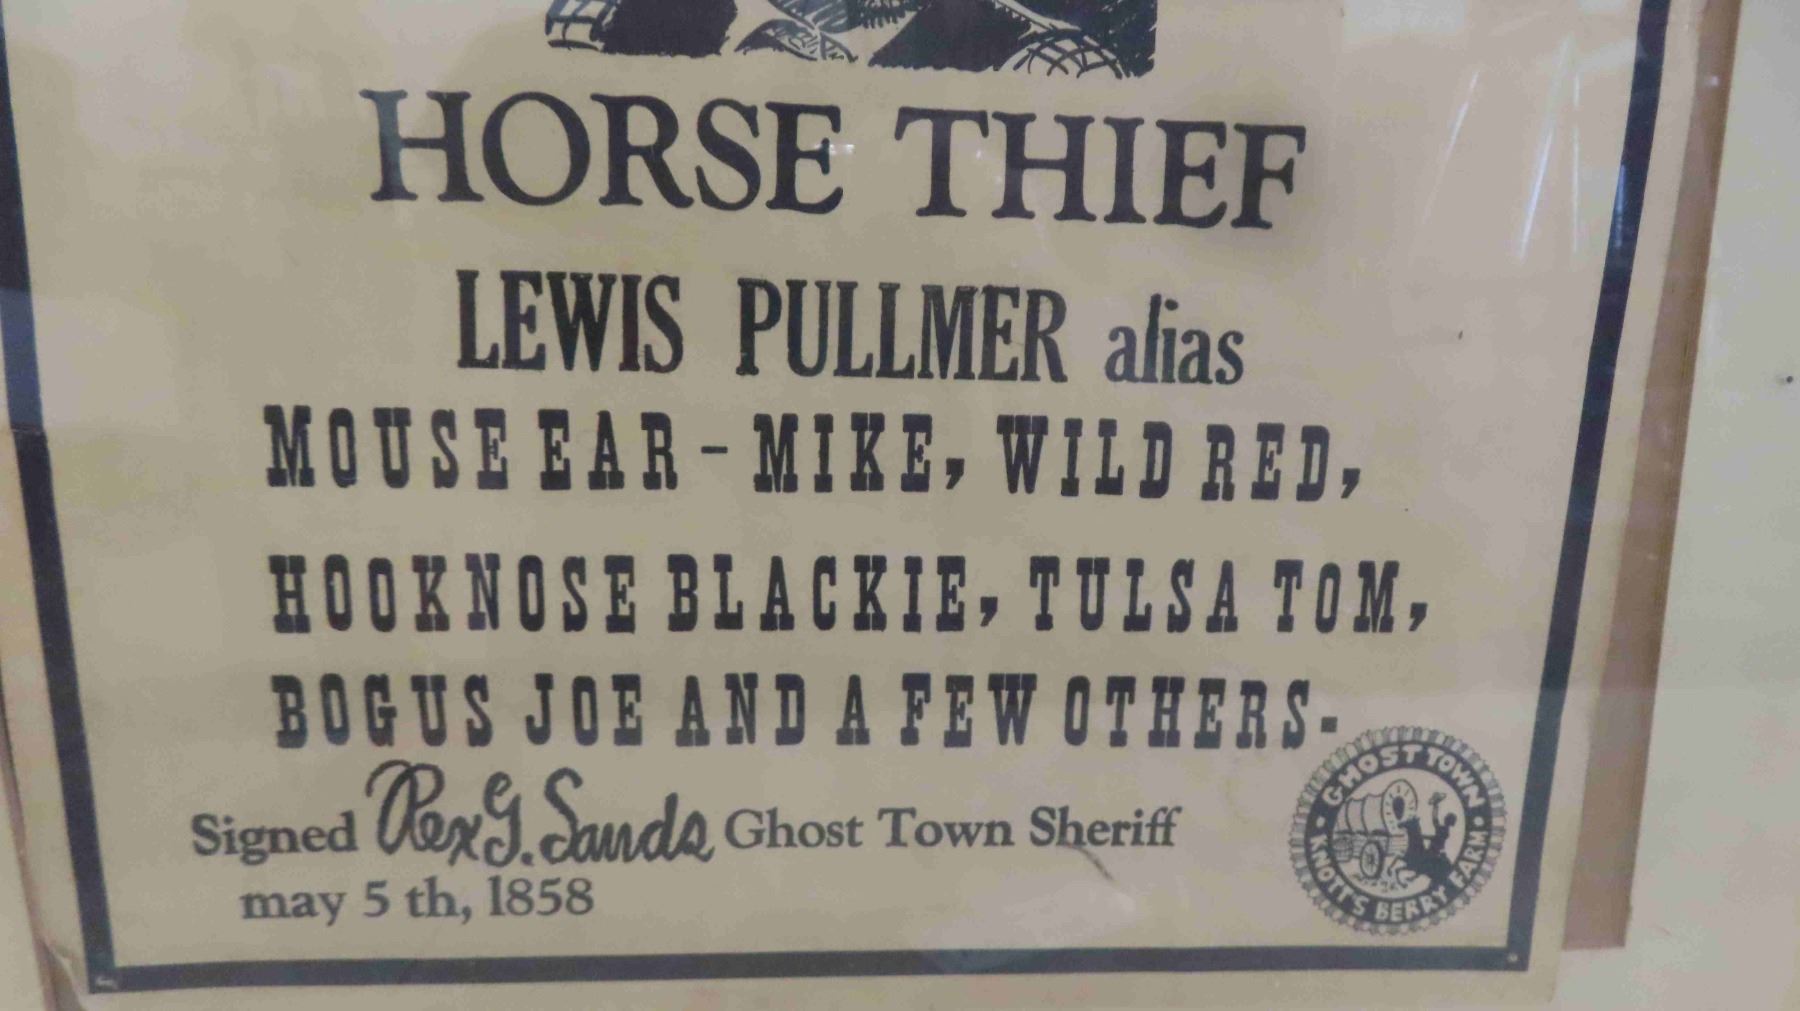 HORSE THIEF
LEWIS PULLMER alias
MOUSE EAR - MIKE, WILD RED,
HOOKNOSE BLACKIE, TULSA TOM,
BOGUS JOE AND A FEW OTHERS-
Signed Rex G. Sands Ghost Town Sheriff
may 5 th, 1858
GHOST TOWN
KNOTT'S BERRY FARM